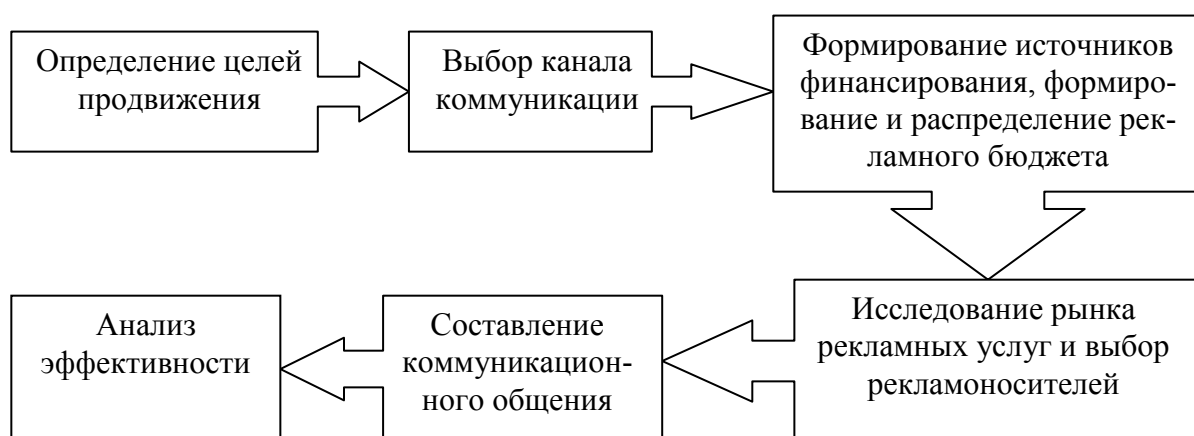 Определение целей
продвижения
Выбор канала
коммуникации
Формирование источников
финансирования, формиро-
вание и распределение рек-
ламного бюджета
Исследование рынка
рекламных услуг и выбор
рекламоносителей
Составление
коммуникацион-
ного общения
Анализ
эффективности